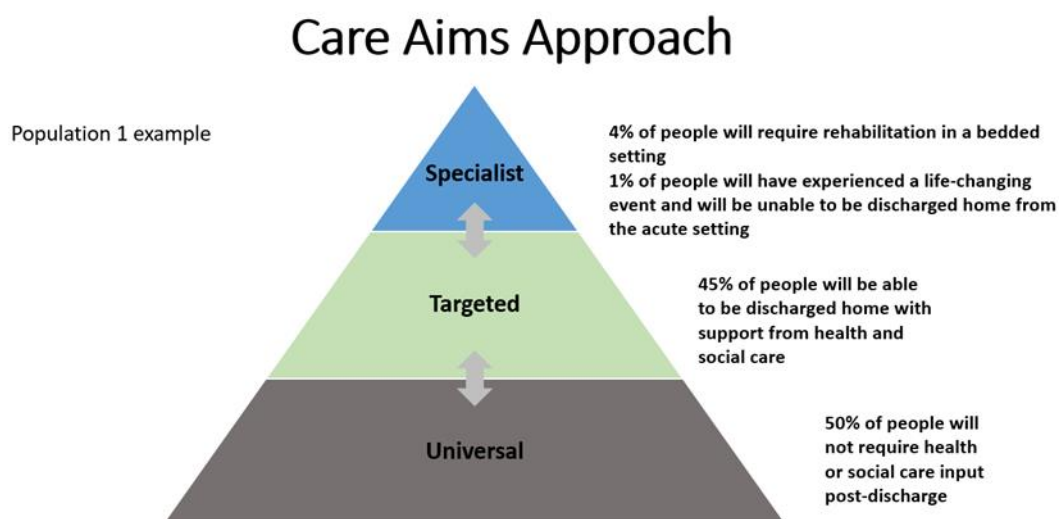 Care Aims Approach
Population 1 example
Specialist
4% of people will require rehabilitation in a bedded
setting
1% of people will have experienced a life-changing
event and will be unable to be discharged home from
the acute setting
Targeted
45% of people will be able
to be discharged home with
support from health and
social care
Universal
50% of people will
not require health
or social care input
post-discharge